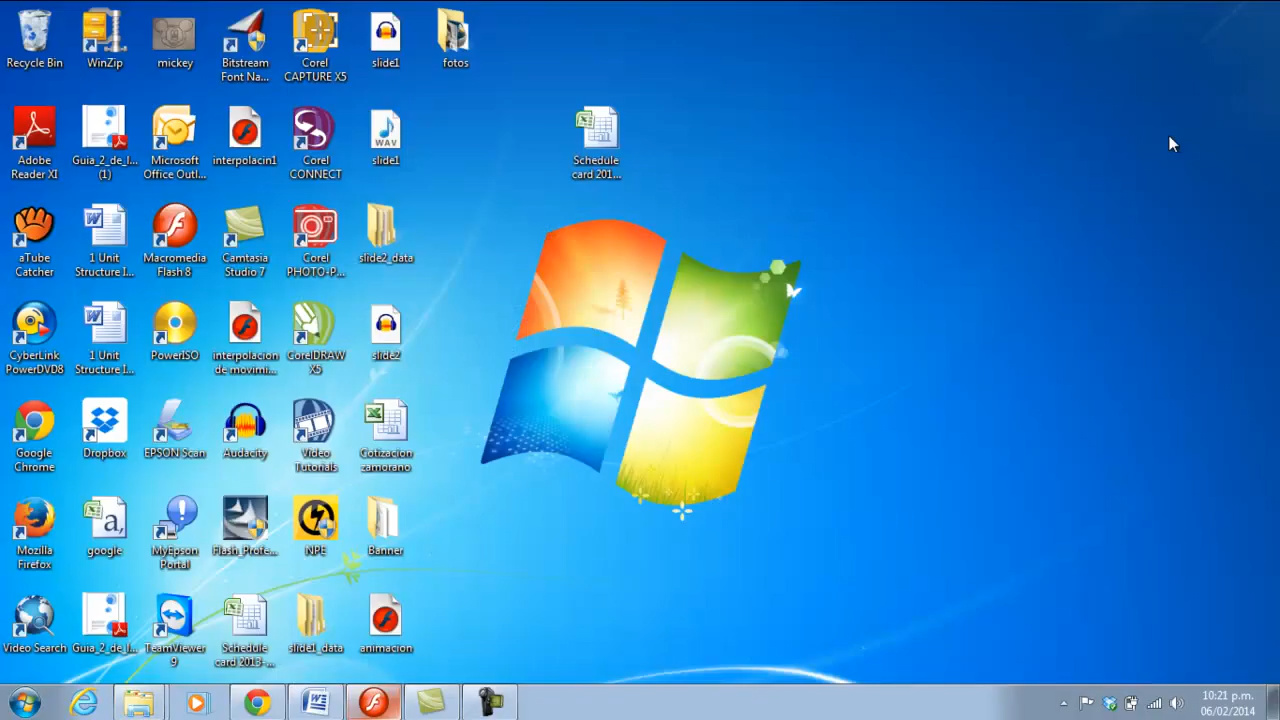 Recycle Bin
WinZip
mickey
Bitstream
Font Na...
Corel
CAPTURE X5
slide1
fotos
Adobe
Reader XI
Guia_2_de_I...
(1)
Microsoft
Office Outl...
interpolacin1
Corel
CONNECT
WAV
slide1
Schedule
card 201...
aTube
Catcher
1 Unit
Structure I...
Macromedia
Flash 8
Camtasia
Studio 7
Corel
PHOTO-P...
slide2_data
CyberLink
PowerDVD8
1 Unit
Structure I...
PowerISO
interpolacion
de movimi...
CorelDRAW
X5
slide2
Google
Chrome
Dropbox
EPSON Scan
Audacity
Video
Tutorials
Cotizacion
zamorano
Mozilla
Firefox
a,
google
MyEpson
Portal
Flash_Prote...
NPE
Banner
Video Search
Guia_2_de_I...
TeamViewer
9
Schedule
card 2013-...
slide1_data
animacion
10:21 p.m.
06/02/2014